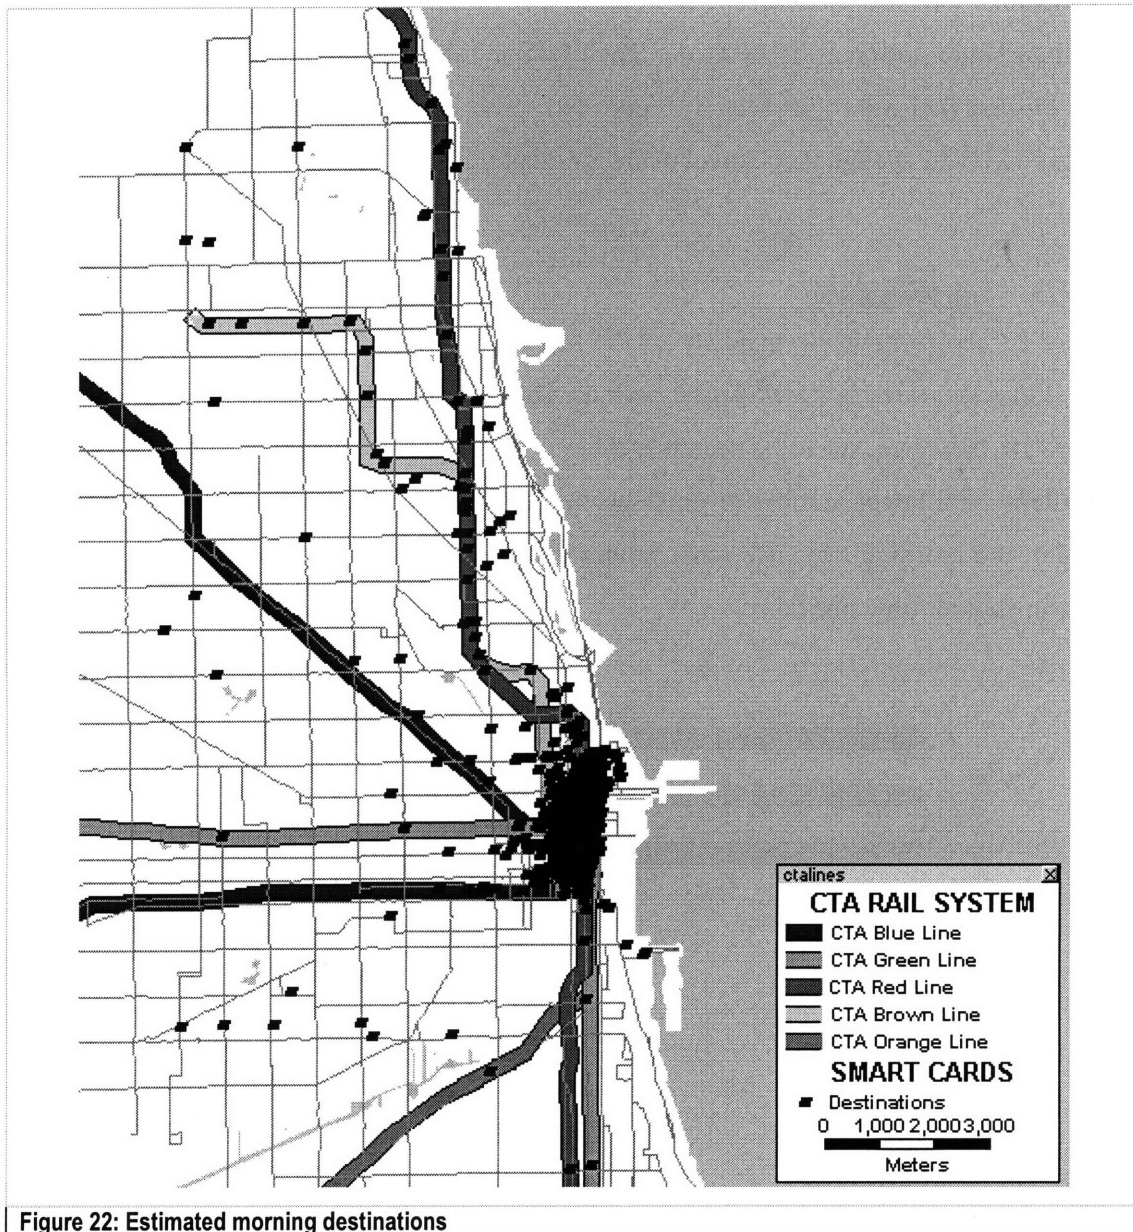 ctalines
CTA RAIL SYSTEM
CTA Blue Line
CTA Green Line
CTA Red Line
CTA Brown Line
CTA Orange Line
SMART CARDS
Destinations
0 1,000 2,000 3,000
Meters
Figure 22: Estimated morning destinations